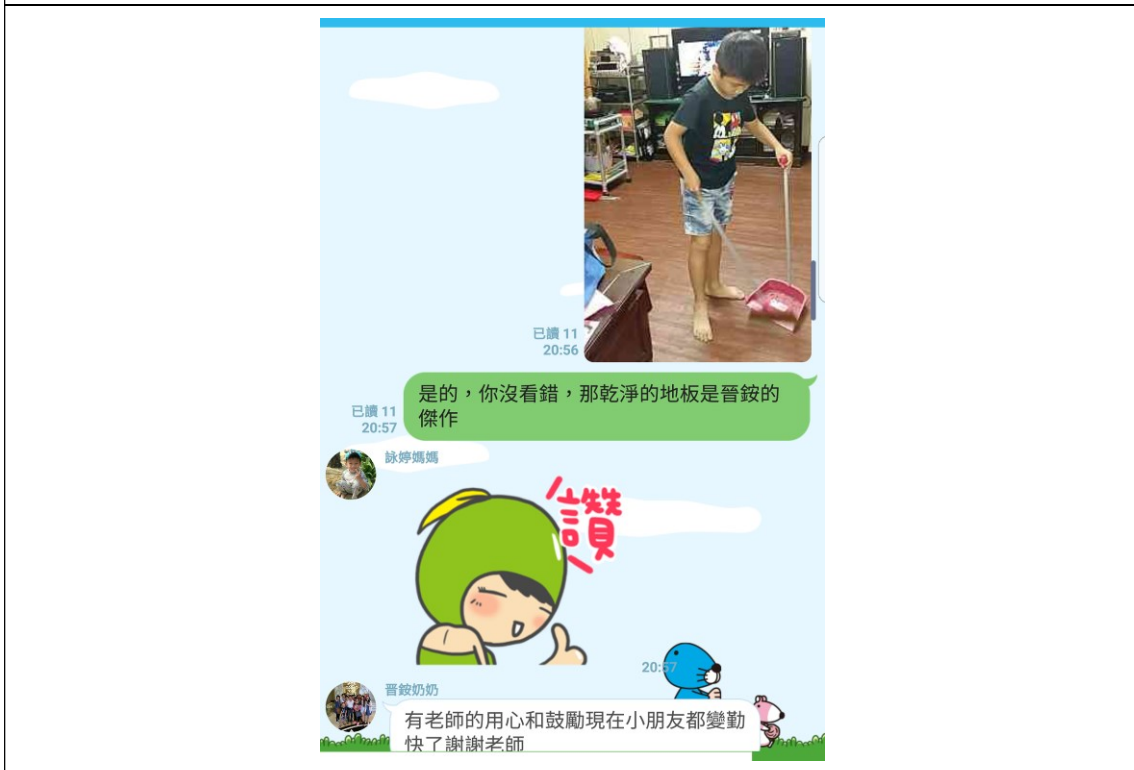 已讀 11
20:56
是的，你沒看錯，那乾淨的地板是晉銨的
傑作
已讀 11
20:57
詠婷媽媽
讚
20:57
晋銨奶奶
有老師的用心和鼓勵現在小朋友都變勤
快了謝謝老師